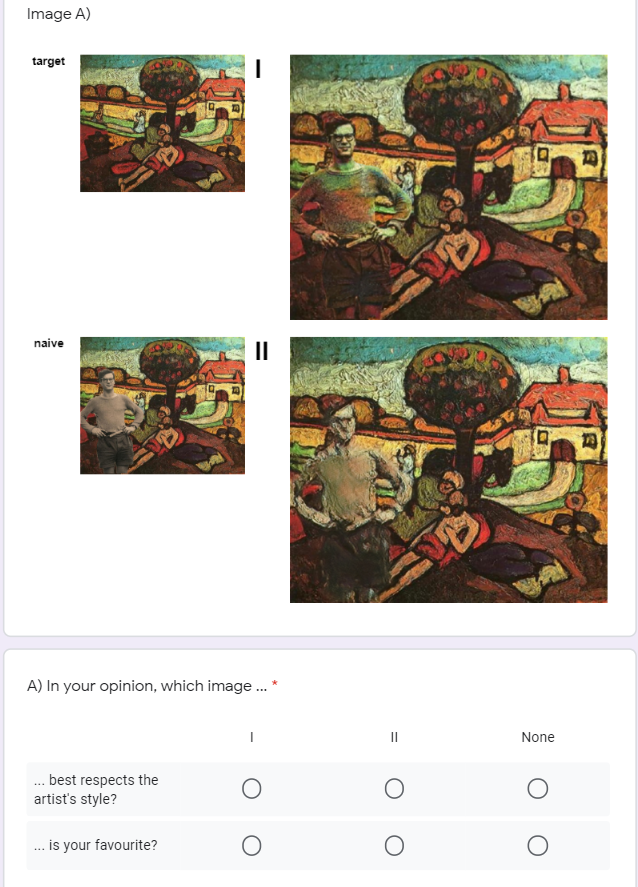 Image A)
target
I
naive
II
A) In your opinion, which image ... *
I II None
... best respects the
artist's style?
... is your favourite?